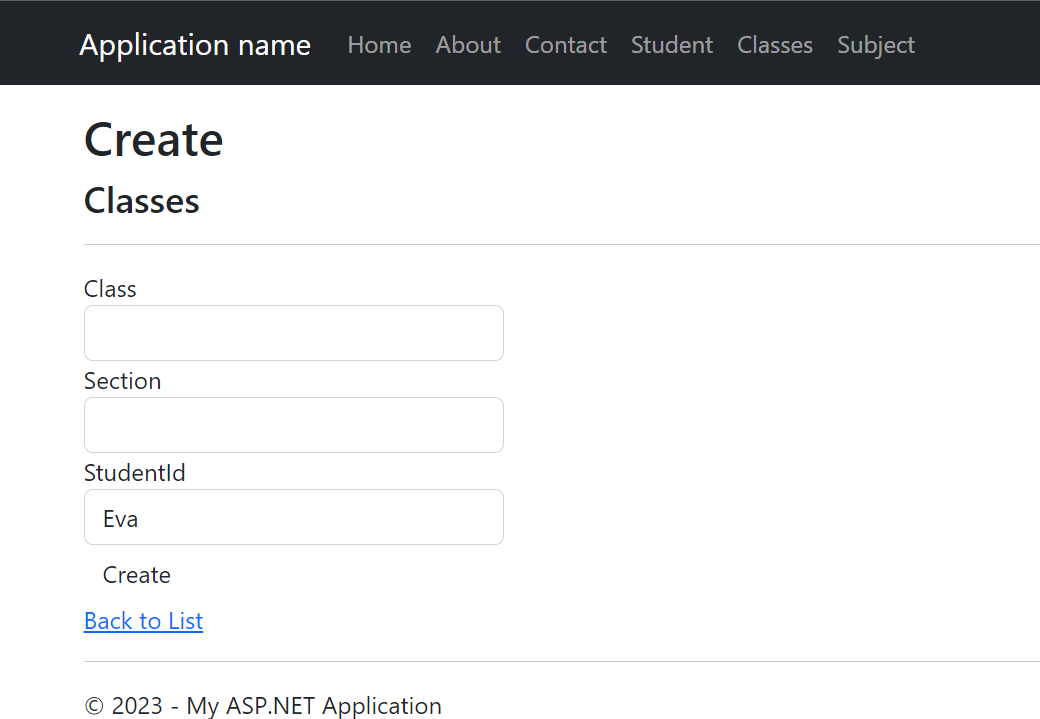 Application name Home About Contact Student Classes Subject
Create
Classes
Class
Section
StudentId
Eva
Create
Back to List
© 2023 - My ASP.NET Application